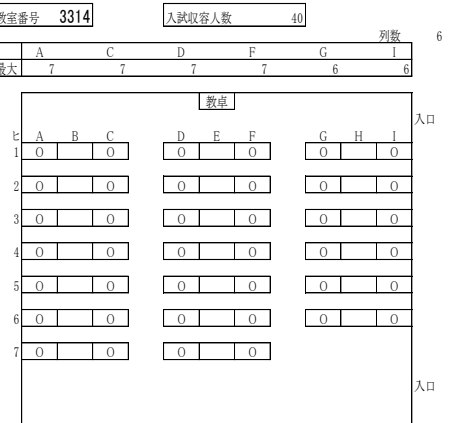 教室番号 3314 入試収容人数 40
列数 6
A C D F G I
最大 7 7 7 7 6 6
教卓
入口
ヒ A B C D E F G H I
1 O O O O O O
2 O O O O O O
3 O O O O O O
4 O O O O O O
5 O O O O O O
6 O O O O O O
7 O O O O
入口